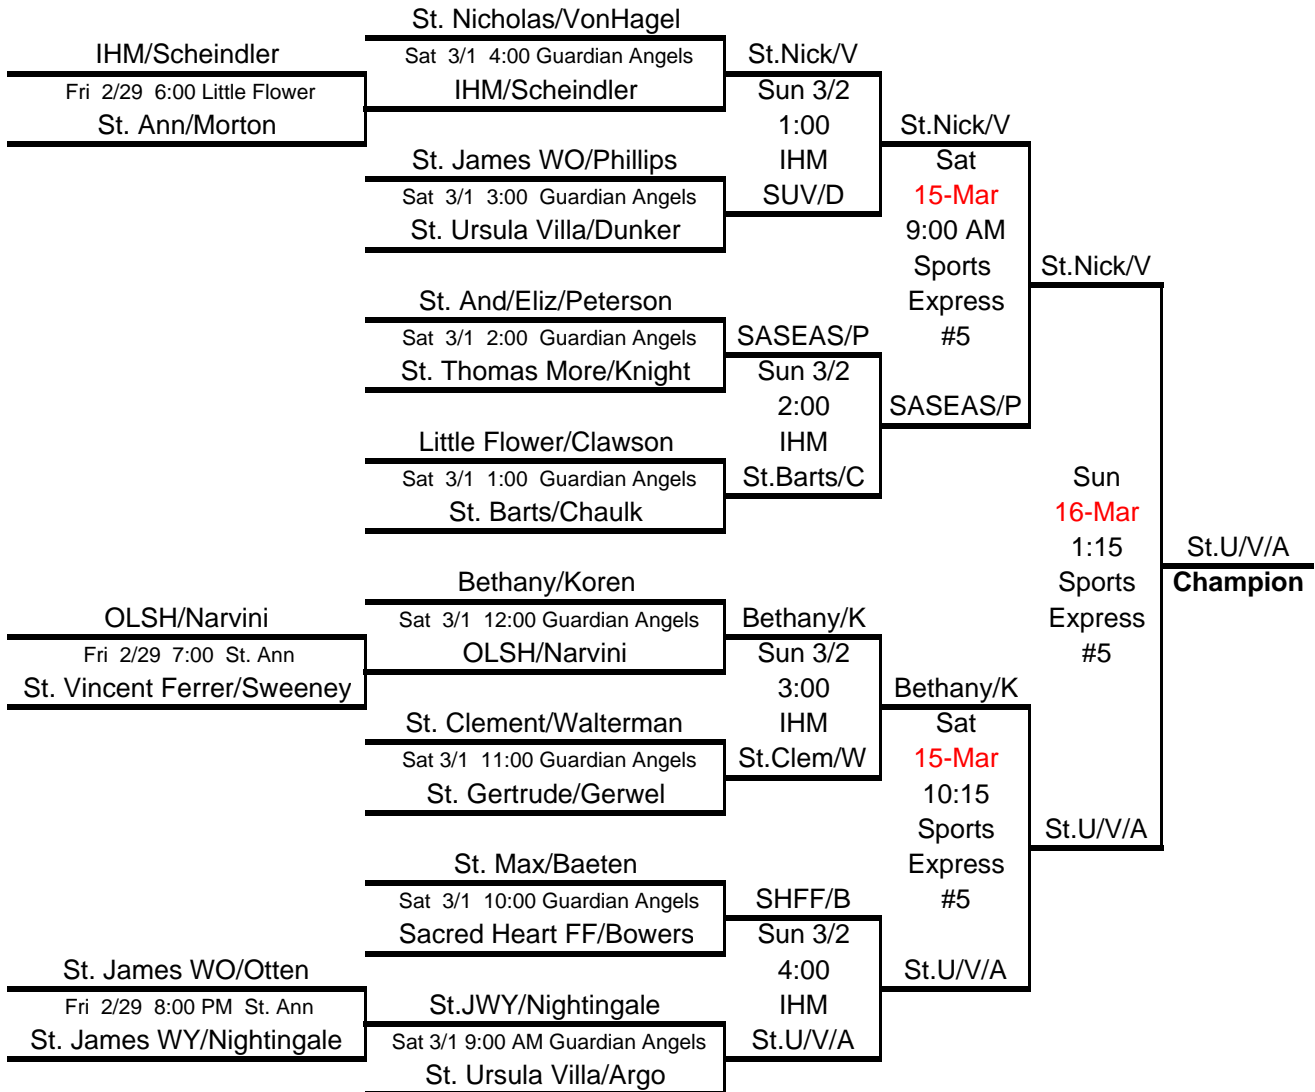 St. Nicholas/VonHagel
IHM/Scheindler
Sat 3/1 4:00 Guardian Angels
St.Nick/V
Fri 2/29 6:00 Little Flower
IHM/Scheindler
Sun 3/2
St. Ann/Morton
1:00
St.Nick/V
St. James WO/Phillips
IHM
Sat
Sat 3/1 3:00 Guardian Angels
SUV/D
15-Mar
St. Ursula Villa/Dunker
9:00 AM
Sports
St.Nick/V
St. And/Eliz/Peterson
Express
Sat 3/1 2:00 Guardian Angels
SASEAS/P
#5
St. Thomas More/Knight
Sun 3/2
2:00
SASEAS/P
Little Flower/Clawson
IHM
Sat 3/1 1:00 Guardian Angels
St.Barts/C
Sun
St. Barts/Chaulk
16-Mar
1:15
St.U/V/A
Bethany/Koren
Sports
Champion
OLSH/Narvini
Sat 3/1 12:00 Guardian Angels
Bethany/K
Express
Fri 2/29 7:00 St. Ann
OLSH/Narvini
Sun 3/2
#5
St. Vincent Ferrer/Sweeney
3:00
Bethany/K
St. Clement/Walterman
IHM
Sat
Sat 3/1 11:00 Guardian Angels
St.Clem/W
15-Mar
St. Gertrude/Gerwel
10:15
Sports
St.U/V/A
St. Max/Baeten
Express
Sat 3/1 10:00 Guardian Angels
SHFF/B
#5
Sacred Heart FF/Bowers
Sun 3/2
St. James WO/Otten
4:00
St.U/V/A
Fri 2/29 8:00 PM St. Ann
St.JWY/Nightingale
IHM
St. James WY/Nightingale
Sat 3/1 9:00 AM Guardian Angels
St.U/V/A
St. Ursula Villa/Argo